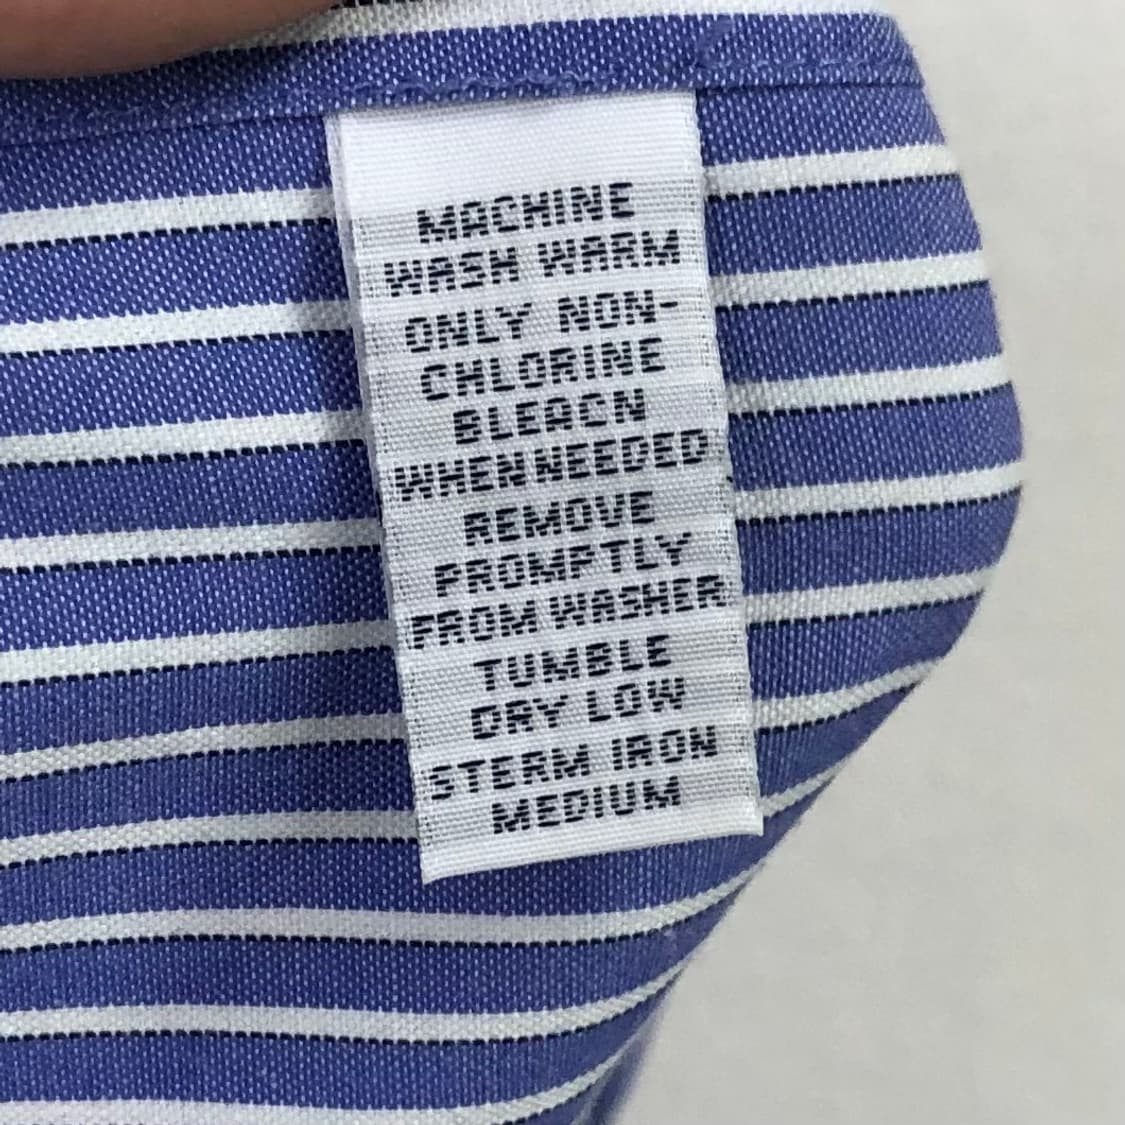 MACHINE
WASH WARM
ONLY NON-
CHLORINE
BLEACN
WHEN NEEDED
REMOVE
PROMPTLY
FROM WASHER
TUMBLE
DRY LOW
STERM IRON
MEDIUM